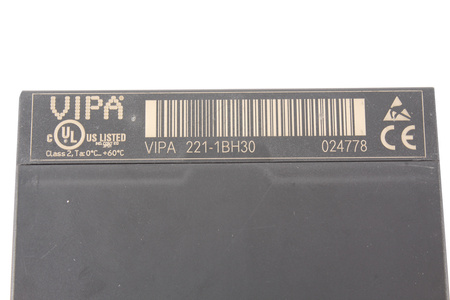 VIPA®
C UL US LISTED
Class 2, Ta: 0°C.. +60°C
VIPA 221-1BH30 024778
CE